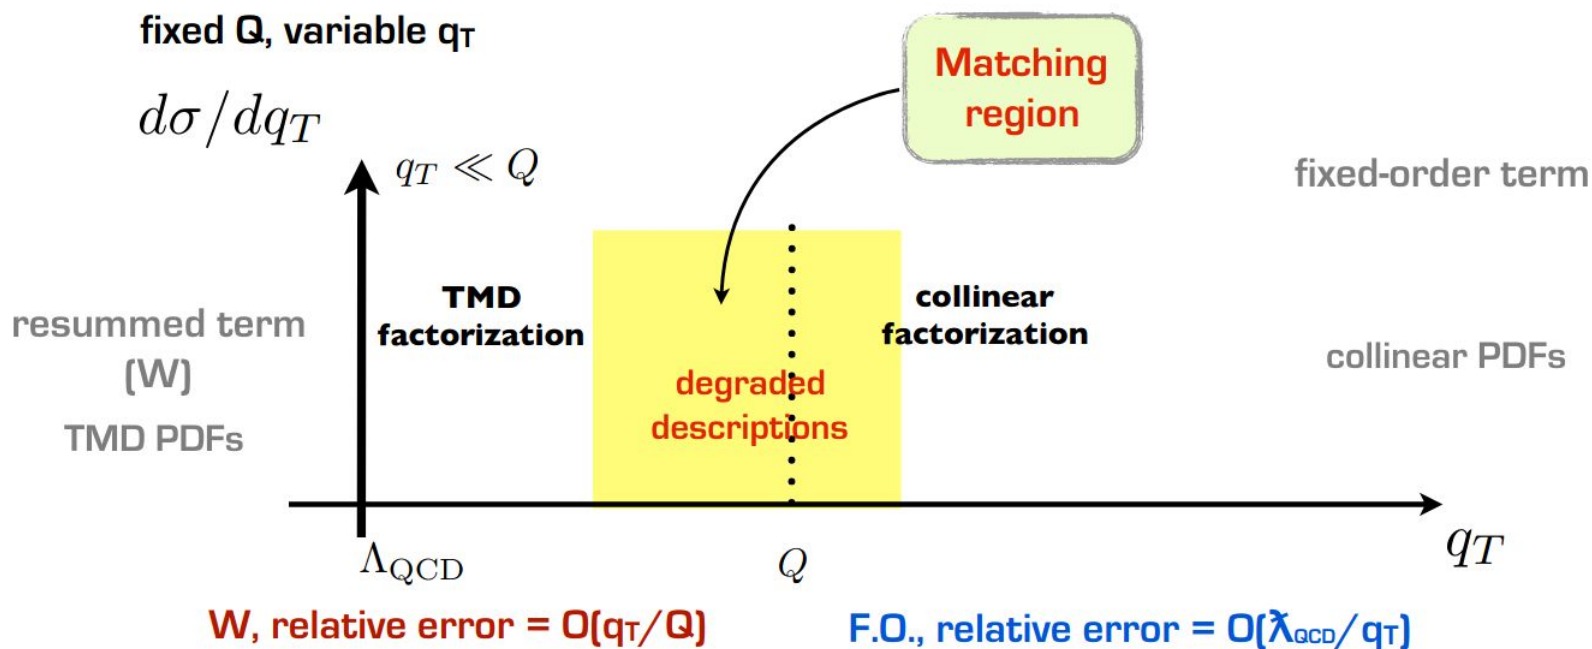 fixed Q, variable qT
dσ/dqT
qT ≪ Q
Matching
region
fixed-order term
TMD
factorization
collinear
factorization
resummed term
(W)
TMD PDFs
collinear PDFs
degraded
descriptions
ΛQCD
Q
qT
W, relative error = O(qT/Q)
F.O., relative error = O(ƛQCD/qT)